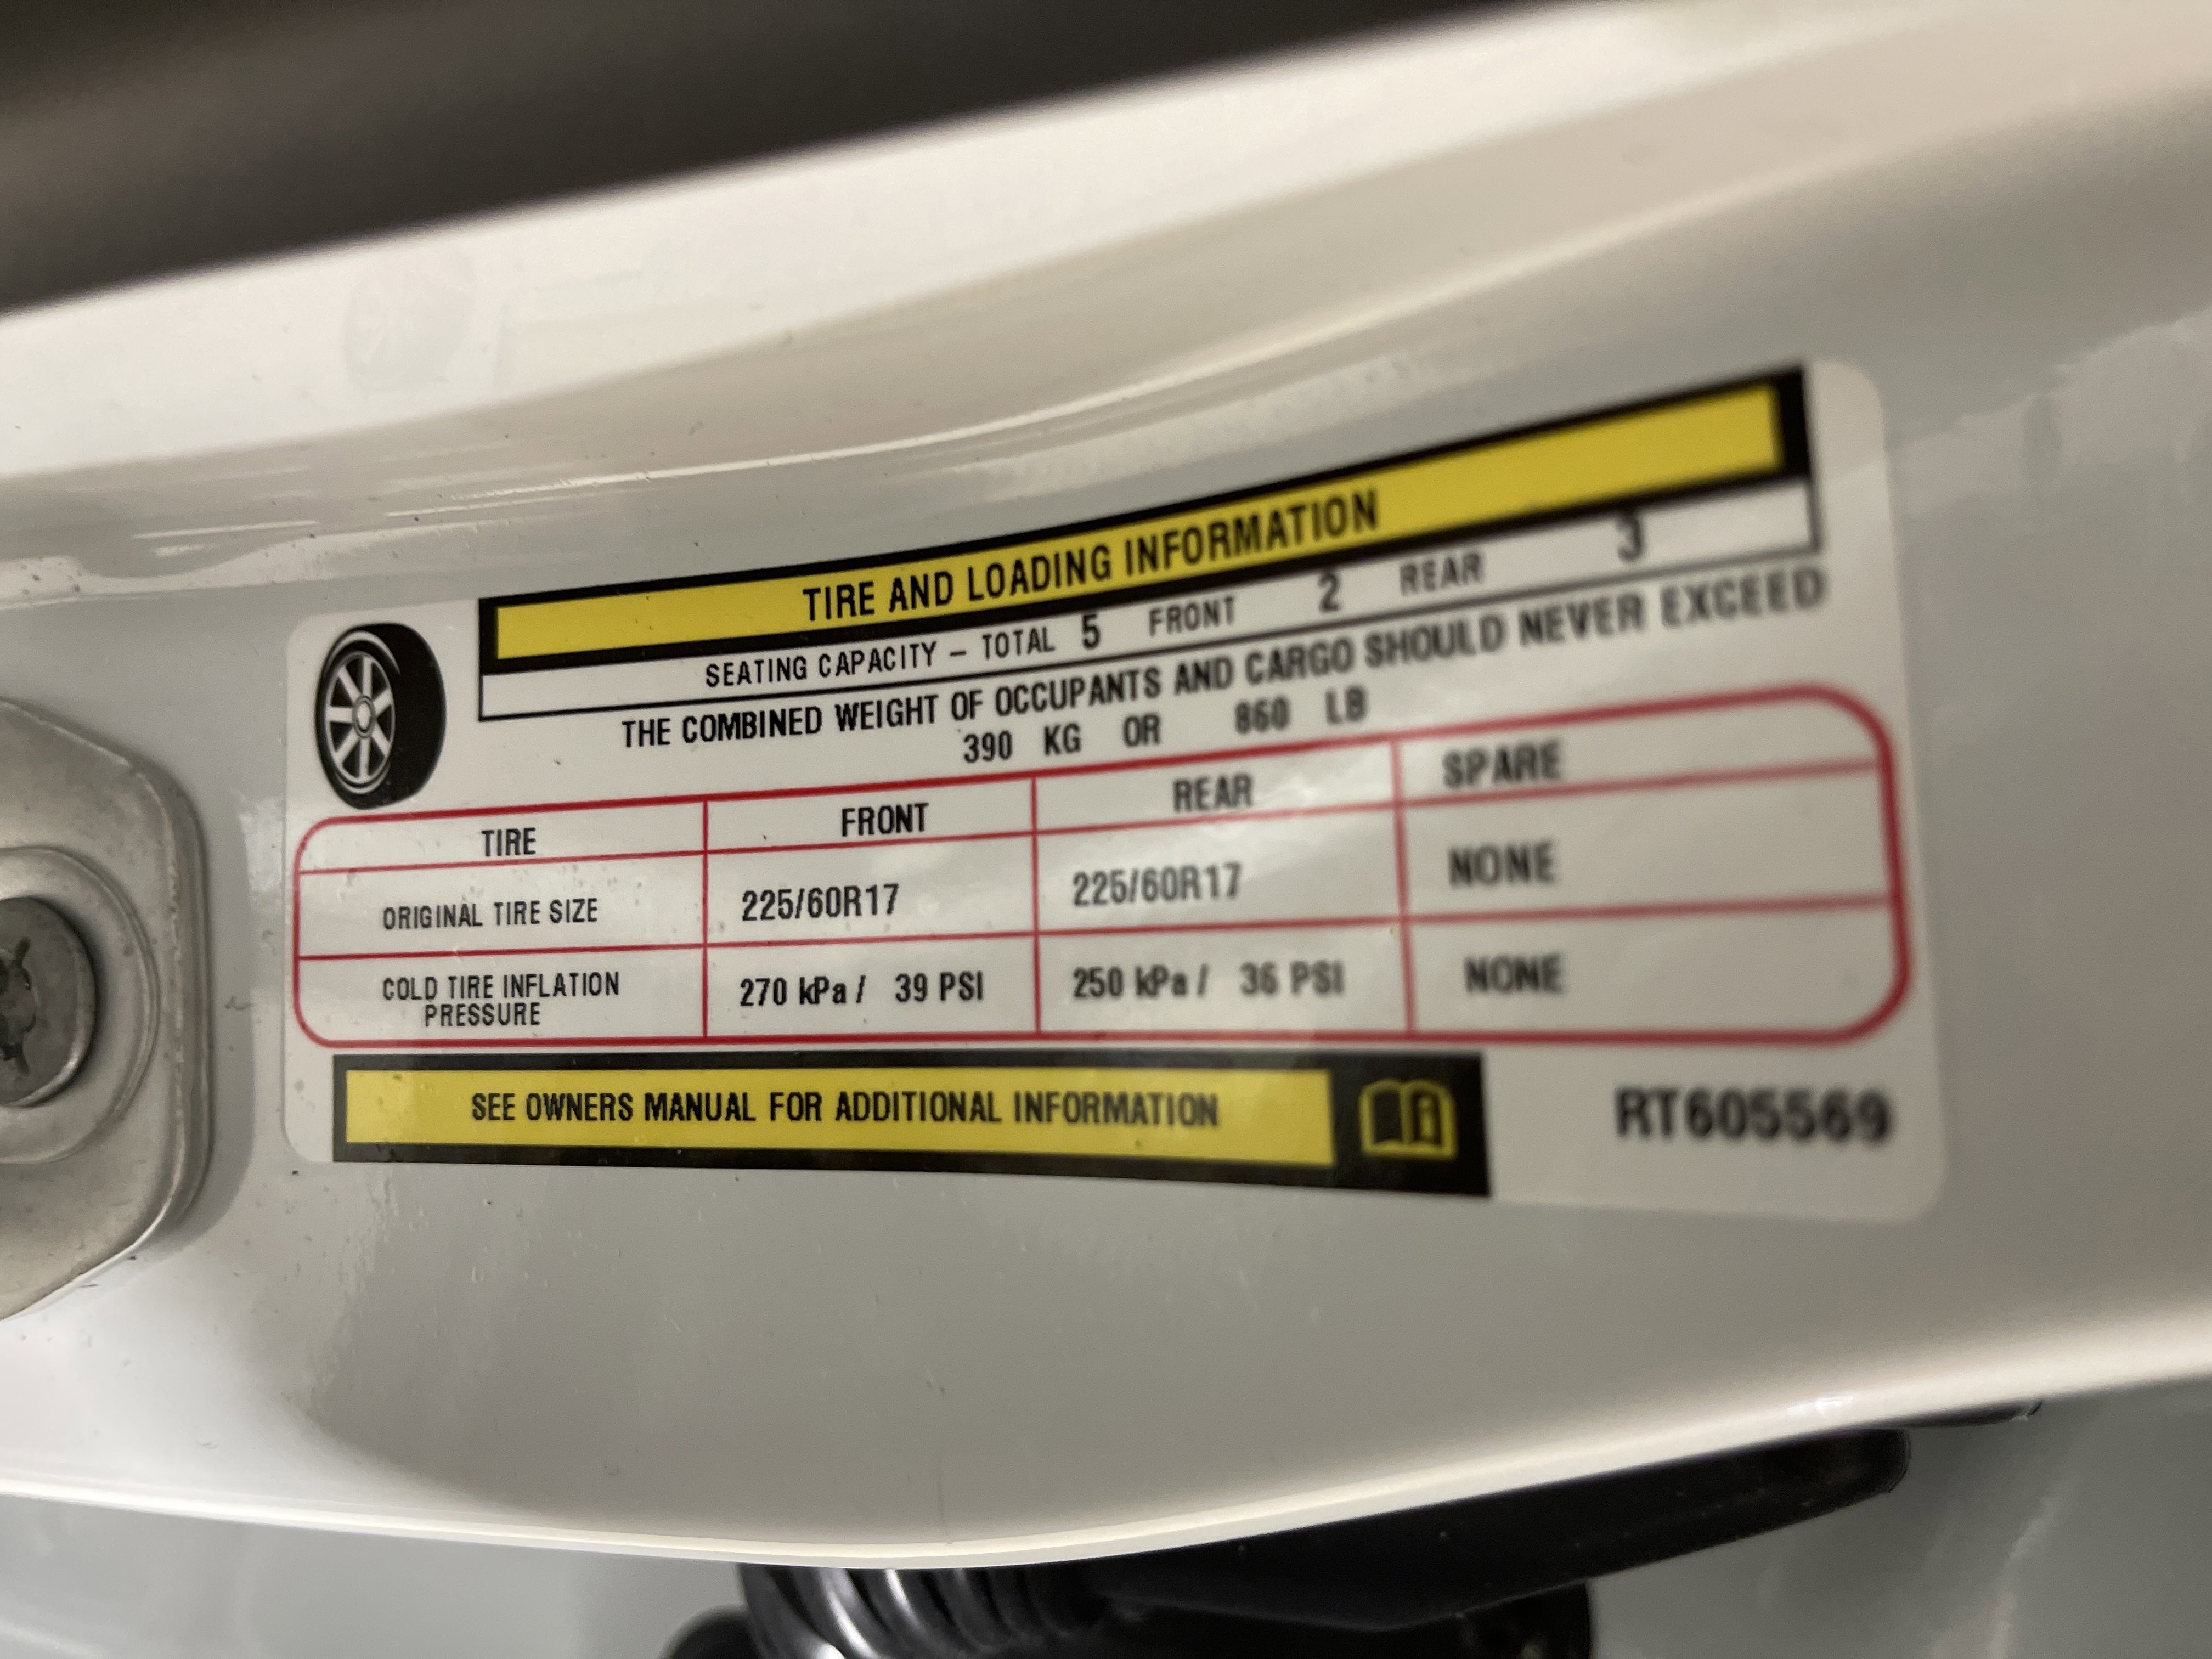 TIRE AND LOADING INFORMATION
SEATING CAPACITY – TOTAL 5 FRONT 2 REAR 3
THE COMBINED WEIGHT OF OCCUPANTS AND CARGO SHOULD NEVER EXCEED
390 KG OR 860 LB
TIRE FRONT REAR SPARE
ORIGINAL TIRE SIZE 225/60R17 225/60R17 NONE
COLD TIRE INFLATION
PRESSURE 270 kPa / 39 PSI 250 kPa / 36 PSI NONE
SEE OWNERS MANUAL FOR ADDITIONAL INFORMATION
RT605569